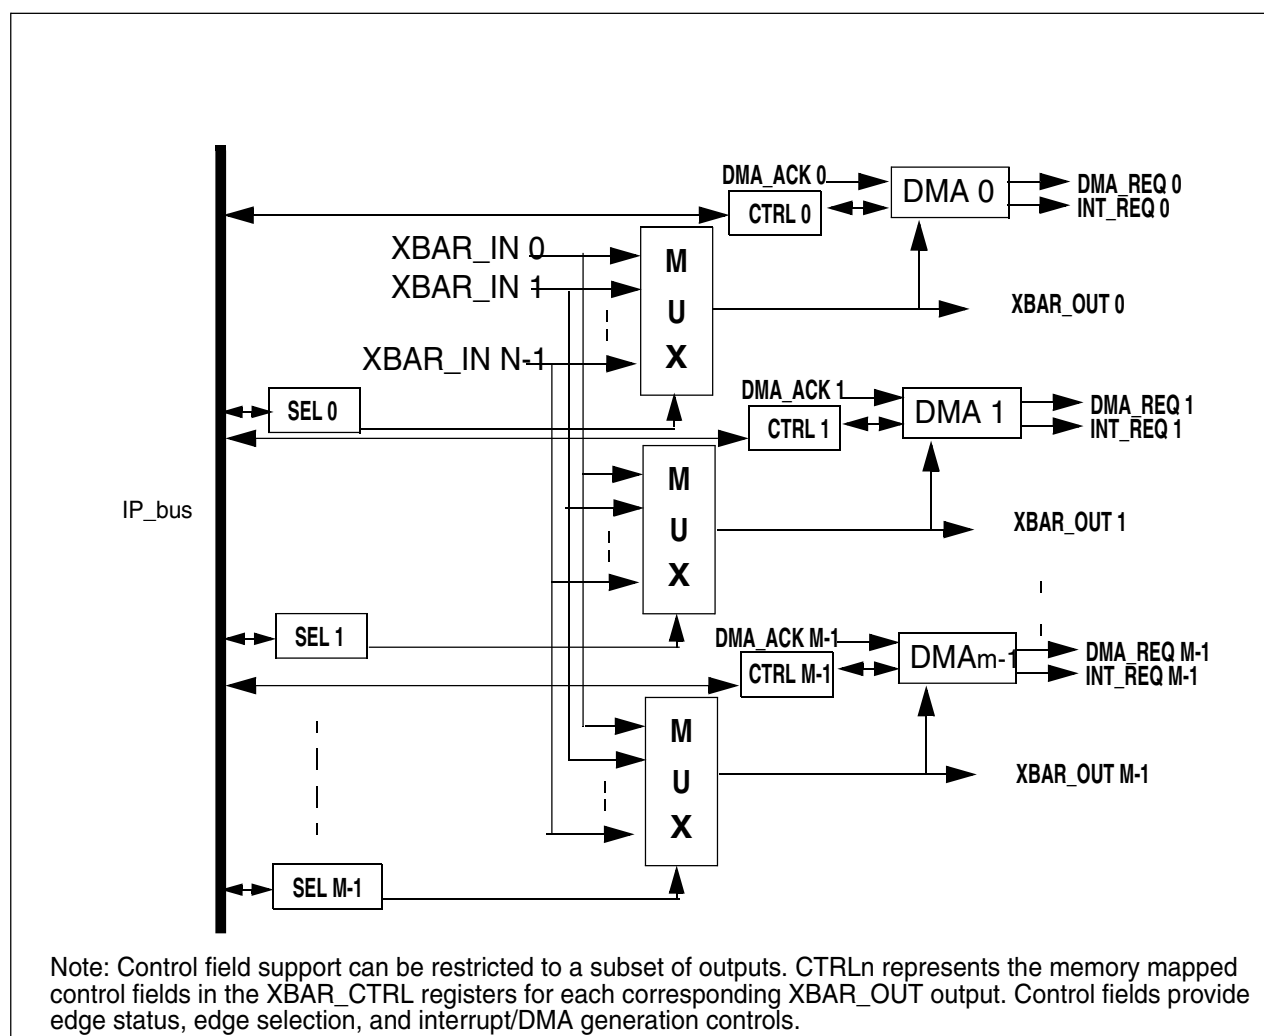 DMA_ACK 0
DMA 0
DMA_REQ 0
CTRL 0
INT_REQ 0
XBAR_IN 0
M
U
X
XBAR_IN 1
XBAR_OUT 0
XBAR_IN N-1
SEL 0
DMA_ACK 1
DMA 1
DMA_REQ 1
CTRL 1
INT_REQ 1
M
U
X
IP_bus
XBAR_OUT 1
SEL 1
DMA_ACK M-1
DMAm-1
DMA_REQ M-1
CTRL M-1
INT_REQ M-1
M
U
X
XBAR_OUT M-1
SEL M-1
Note: Control field support can be restricted to a subset of outputs. CTRLn represents the memory mapped
control fields in the XBAR_CTRL registers for each corresponding XBAR_OUT output. Control fields provide
edge status, edge selection, and interrupt/DMA generation controls.